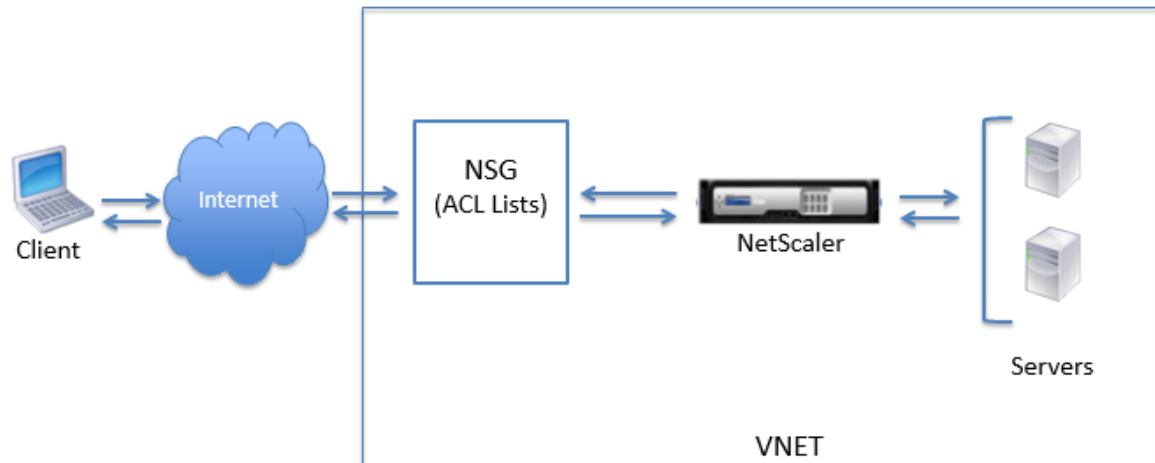 Client
Internet
NSG
(ACL Lists)
NetScaler
Servers
VNET